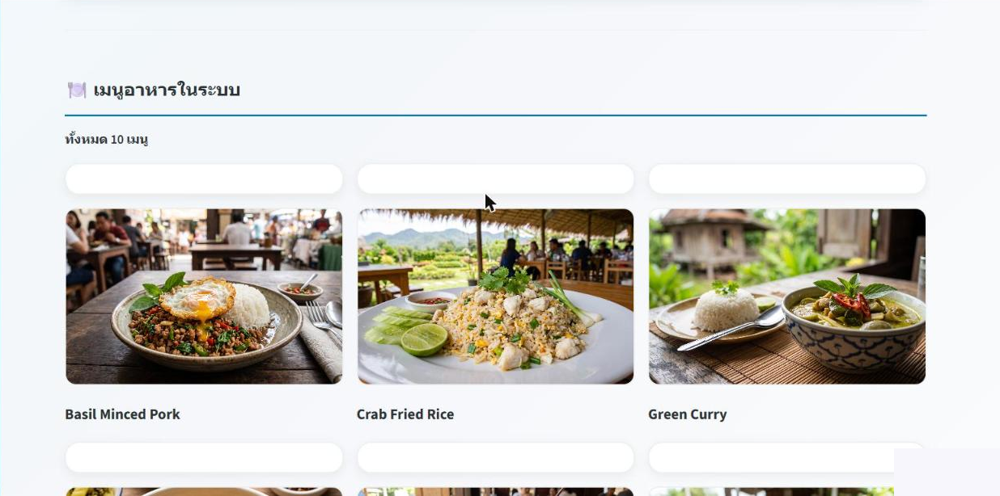 เมนูอาหารในระบบ
ทั้งหมด 10 เมนู
Basil Minced Pork
Crab Fried Rice
Green Curry